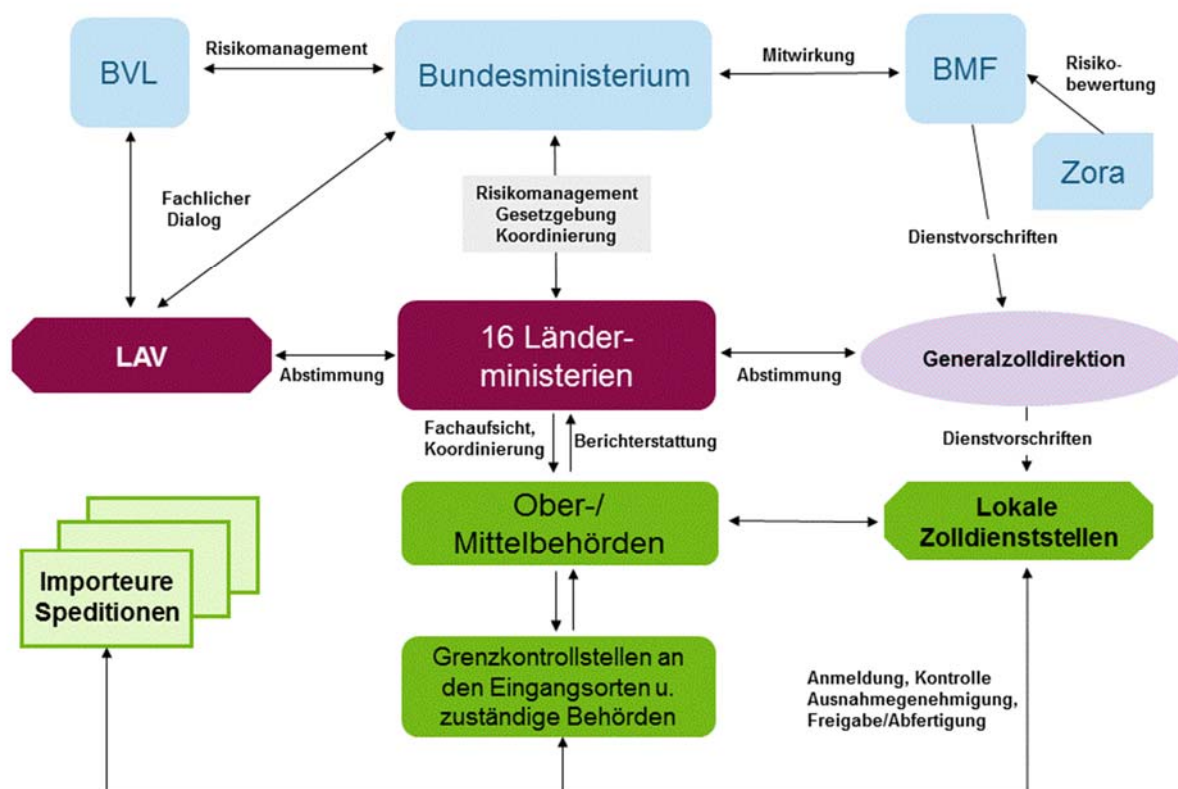 BVL
Risikomanagement
Bundesministerium
Mitwirkung
BMF
Risiko-
bewertung
Zora
Fachlicher
Dialog
Risikomanagement
Gesetzgebung
Koordinierung
Dienstvorschriften
LAV
Abstimmung
16 Länder-
ministerien
Abstimmung
Generalzolldirektion
Fachaufsicht,
Koordinierung
Berichterstattung
Dienstvorschriften
Ober-/
Mittelbehörden
Lokale
Zolldienststellen
Importeure
Speditionen
Grenzkontrollstellen an
den Eingangsorten u.
zuständige Behörden
Anmeldung, Kontrolle
Ausnahmegenehmigung,
Freigabe/Abfertigung